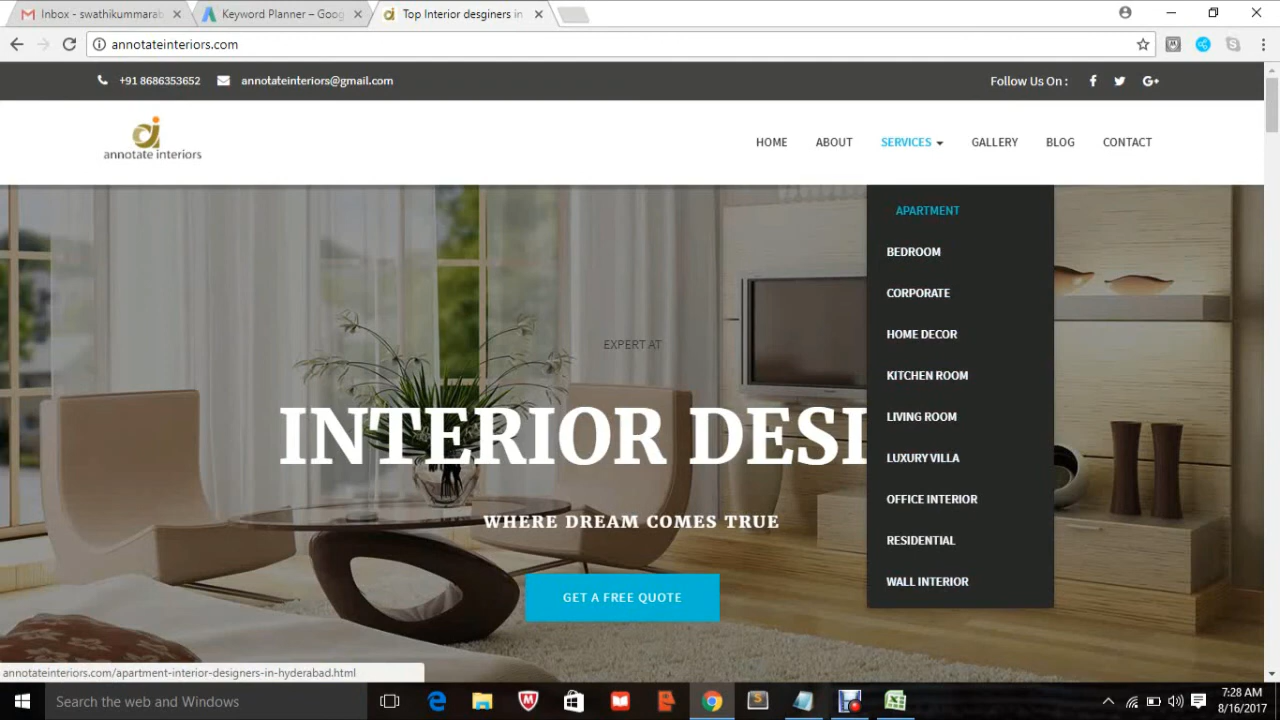 Inbox - swathikummarab
Keyword Planner – Goog
Top Interior desginers in
annotateinteriors.com
+91 8686353652
annotateinteriors@gmail.com
Follow Us On :
annotate interiors
HOME
ABOUT
SERVICES
GALLERY
BLOG
CONTACT
APARTMENT
BEDROOM
CORPORATE
HOME DECOR
KITCHEN ROOM
LIVING ROOM
LUXURY VILLA
OFFICE INTERIOR
RESIDENTIAL
WALL INTERIOR
EXPERT AT
INTERIOR DESI
WHERE DREAM COMES TRUE
GET A FREE QUOTE
annotateinteriors.com/apartment-interior-designers-in-hyderabad.html
Search the web and Windows
7:28 AM
8/16/2017